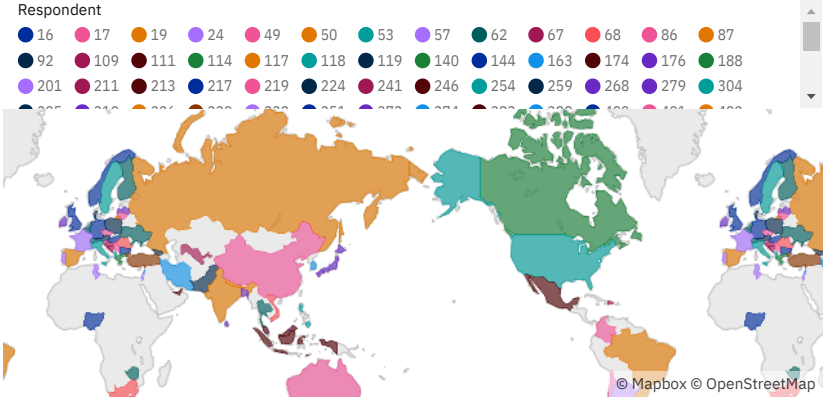 Respondent
16 17 19 24 49 50 53 57 62 67 68 86 87
92 109 111 114 117 118 119 140 144 163 174 176 188
201 211 213 217 219 224 241 246 254 259 268 279 304
© Mapbox © OpenStreetMap